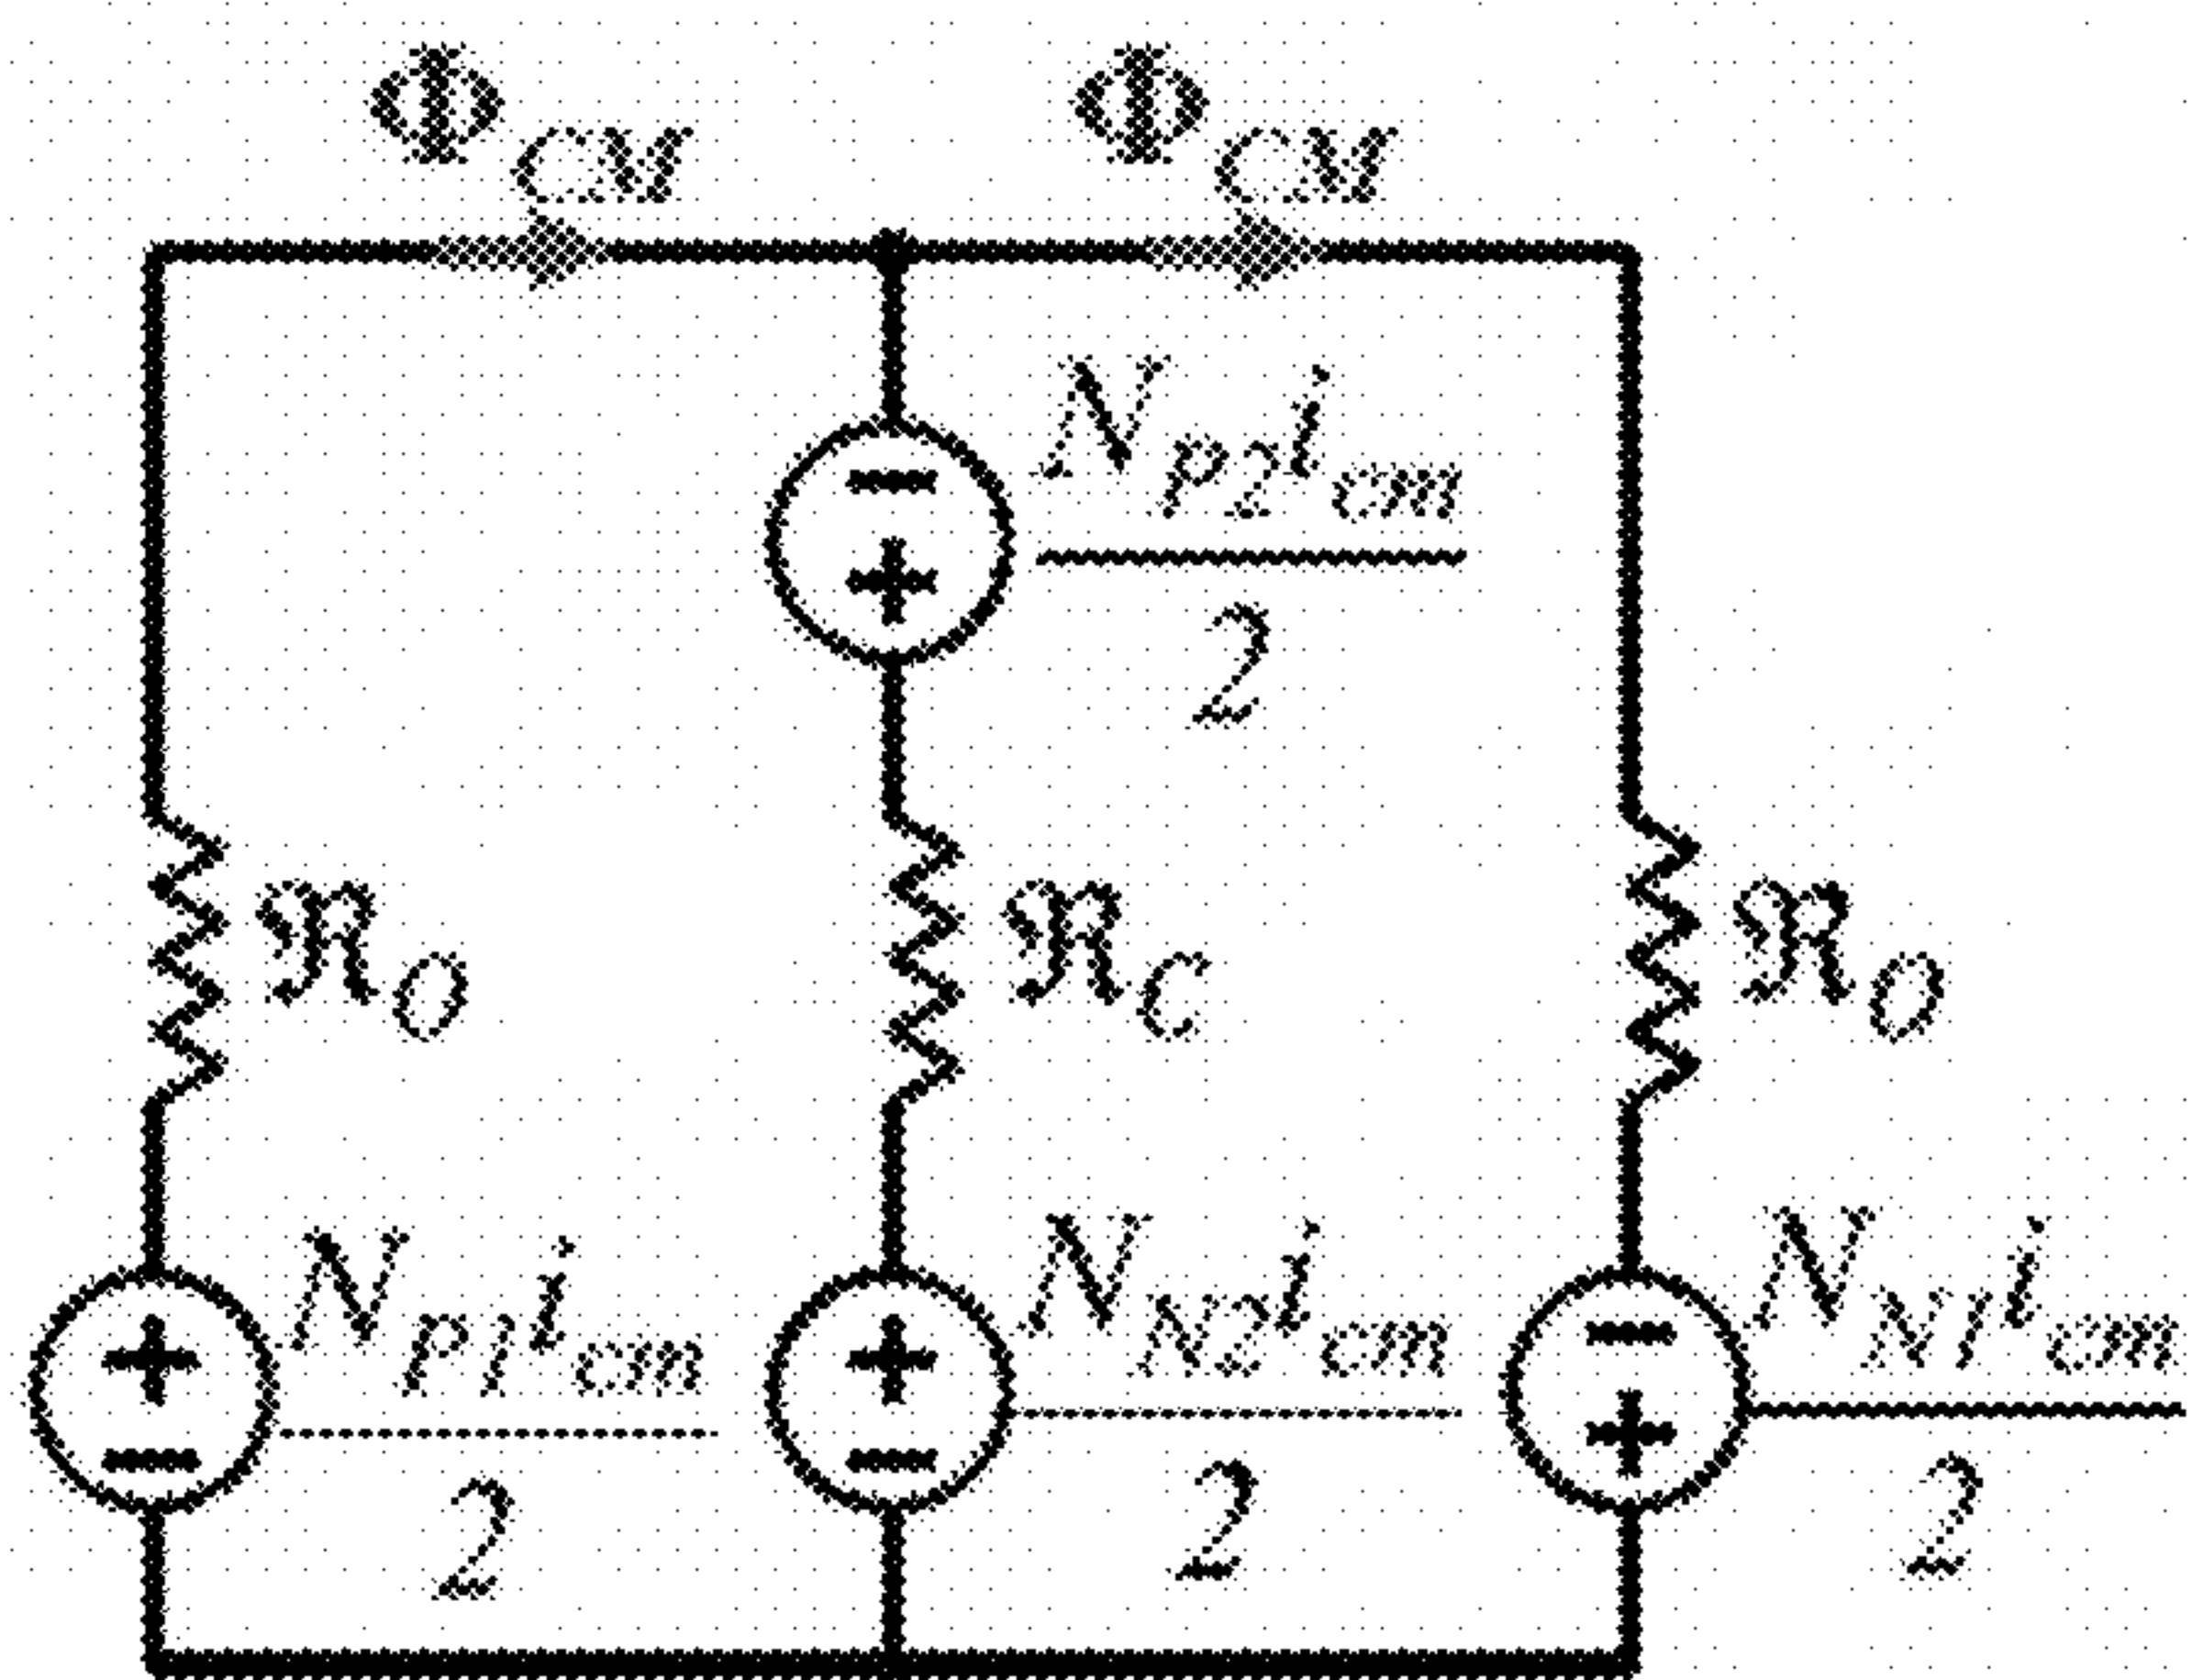 Φ_CM Φ_CM
N_p2 i_cm / 2
−
+
ℜ_O ℜ_C ℜ_O
N_p1 i_cm / 2 N_N2 i_cm / 2 N_N1 i_cm / 2
+ + −
− − +